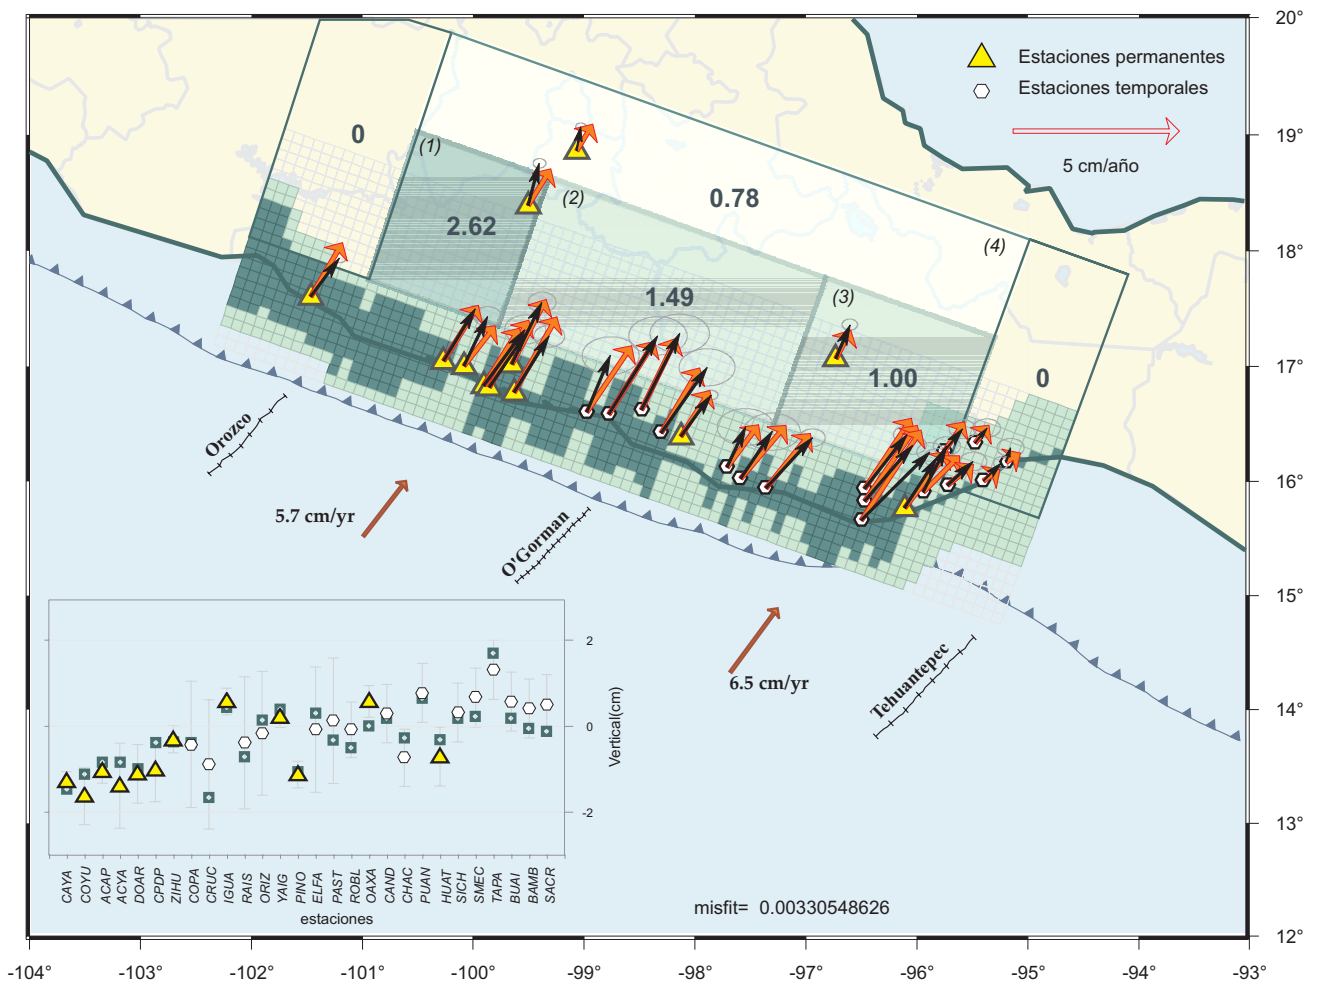 20°
19°
18°
17°
16°
15°
14°
13°
12°
Estaciones permanentes
Estaciones temporales
5 cm/año
0
(1)
2.62
(2)
0.78
(4)
1.49
(3)
1.00
0
Orozco
5.7 cm/yr
O'Gorman
6.5 cm/yr
Tehuantepec
2
0
-2
Vertical(cm)
CAYA
COYU
ACAP
ACYA
DOAR
CPDP
ZIHU
COPA
CRUC
IGUA
RAIS
ORIZ
YAIG
PINO
ELFA
PAST
ROBL
OAXA
CAND
CHAC
PUAN
HUAT
SICH
SMEC
TAPA
BUAI
BAMB
SACR
estaciones
misfit= 0.00330548626
-104° -103° -102° -101° -100° -99° -98° -97° -96° -95° -94° -93°